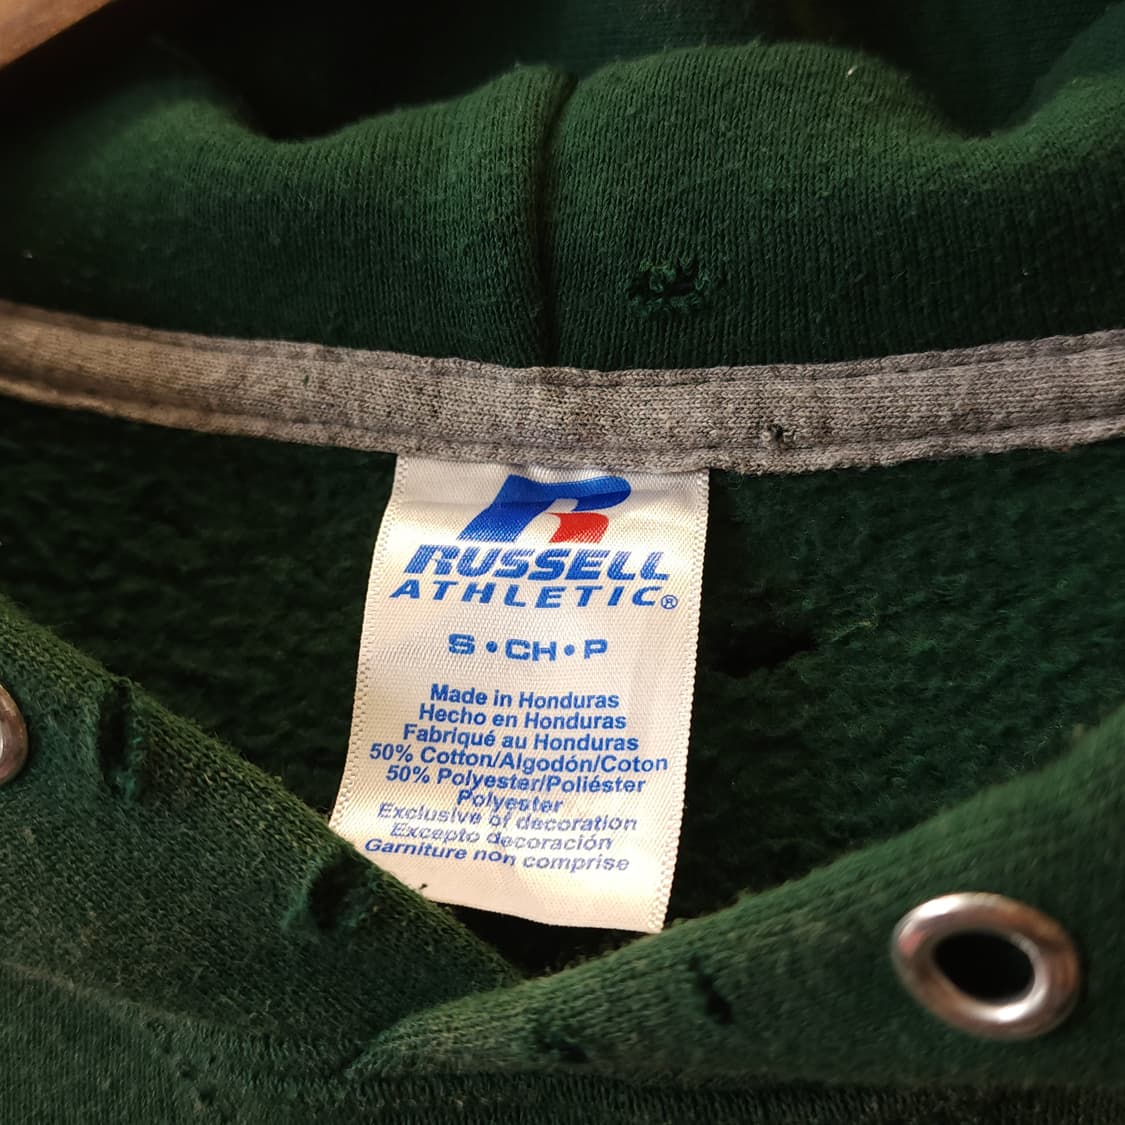 RUSSELL
ATHLETIC®
S • CH • P
Made in Honduras
Hecho en Honduras
Fabriqué au Honduras
50% Cotton/Algodón/Coton
50% Polyester/Poliéster
Polyester
Exclusive of decoration
Excepto decoración
Garniture non comprise